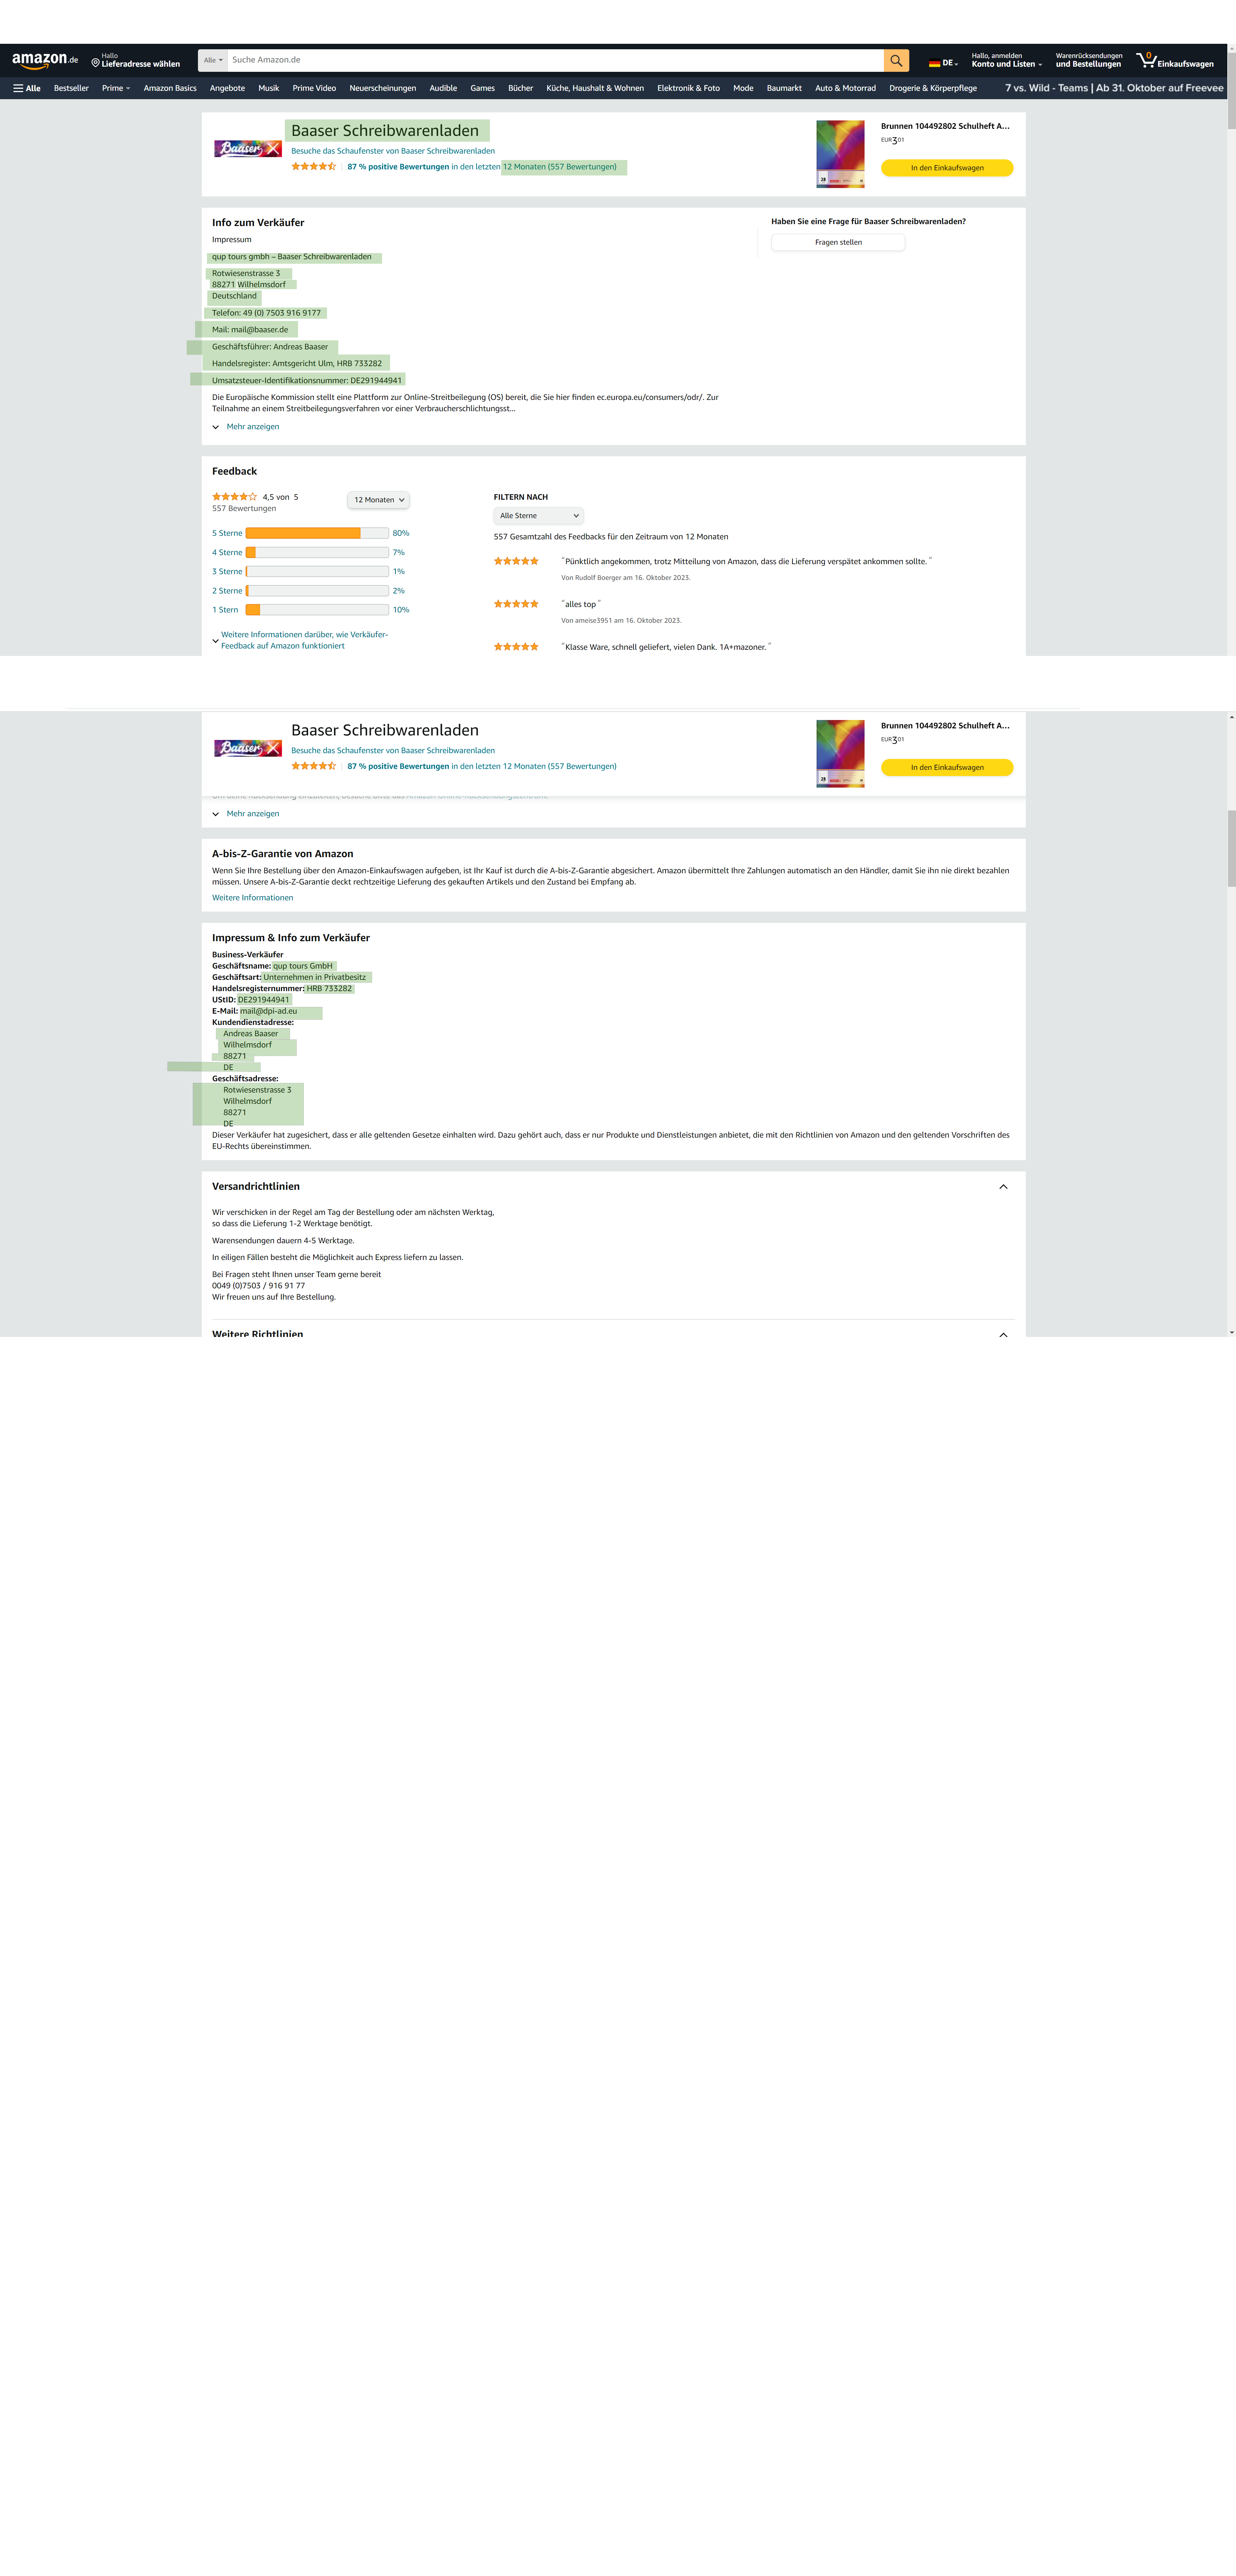 amazon.de
Hallo
Lieferadresse wählen
Alle
Suche Amazon.de
DE
Hallo, anmelden
Konto und Listen
Warenrücksendungen
und Bestellungen
0
Einkaufswagen
Alle Bestseller Prime Amazon Basics Angebote Musik Prime Video Neuerscheinungen Audible Games Bücher Küche, Haushalt & Wohnen Elektronik & Foto Mode Baumarkt Auto & Motorrad Drogerie & Körperpflege
7 vs. Wild - Teams | Ab 31. Oktober auf Freevee
Baaser
Baaser Schreibwarenladen
Besuche das Schaufenster von Baaser Schreibwarenladen
87 % positive Bewertungen in den letzten 12 Monaten (557 Bewertungen)
28
Brunnen 104492802 Schulheft A...
EUR301
In den Einkaufswagen
Info zum Verkäufer
Impressum
qup tours gmbh – Baaser Schreibwarenladen
Rotwiesenstrasse 3
88271 Wilhelmsdorf
Deutschland
Telefon: 49 (0) 7503 916 9177
Mail: mail@baaser.de
Geschäftsführer: Andreas Baaser
Handelsregister: Amtsgericht Ulm, HRB 733282
Umsatzsteuer-Identifikationsnummer: DE291944941
Die Europäische Kommission stellt eine Plattform zur Online-Streitbeilegung (OS) bereit, die Sie hier finden ec.europa.eu/consumers/odr/. Zur
Teilnahme an einem Streitbeilegungsverfahren vor einer Verbraucherschlichtungsst...
Mehr anzeigen
Haben Sie eine Frage für Baaser Schreibwarenladen?
Fragen stellen
Feedback
4,5 von 5
557 Bewertungen
12 Monaten
5 Sterne 80%
4 Sterne 7%
3 Sterne 1%
2 Sterne 2%
1 Stern 10%
Weitere Informationen darüber, wie Verkäufer-
Feedback auf Amazon funktioniert
FILTERN NACH
Alle Sterne
557 Gesamtzahl des Feedbacks für den Zeitraum von 12 Monaten
"Pünktlich angekommen, trotz Mitteilung von Amazon, dass die Lieferung verspätet ankommen sollte."
Von Rudolf Boerger am 16. Oktober 2023.
"alles top"
Von ameise3951 am 16. Oktober 2023.
"Klasse Ware, schnell geliefert, vielen Dank. 1A+mazoner."
Baaser
Baaser Schreibwarenladen
Besuche das Schaufenster von Baaser Schreibwarenladen
87 % positive Bewertungen in den letzten 12 Monaten (557 Bewertungen)
28
Brunnen 104492802 Schulheft A...
EUR301
In den Einkaufswagen
Um deine Rücksendung einzuleiten, besuche bitte das Amazon Online-Rücksendungszentrum.
Mehr anzeigen
A-bis-Z-Garantie von Amazon
Wenn Sie Ihre Bestellung über den Amazon-Einkaufswagen aufgeben, ist Ihr Kauf ist durch die A-bis-Z-Garantie abgesichert. Amazon übermittelt Ihre Zahlungen automatisch an den Händler, damit Sie ihn nie direkt bezahlen
müssen. Unsere A-bis-Z-Garantie deckt rechtzeitige Lieferung des gekauften Artikels und den Zustand bei Empfang ab.
Weitere Informationen
Impressum & Info zum Verkäufer
Business-Verkäufer
Geschäftsname: qup tours GmbH
Geschäftsart: Unternehmen in Privatbesitz
Handelsregisternummer: HRB 733282
UStID: DE291944941
E-Mail: mail@dpi-ad.eu
Kundendienstadresse:
Andreas Baaser
Wilhelmsdorf
88271
DE
Geschäftsadresse:
Rotwiesenstrasse 3
Wilhelmsdorf
88271
DE
Dieser Verkäufer hat zugesichert, dass er alle geltenden Gesetze einhalten wird. Dazu gehört auch, dass er nur Produkte und Dienstleistungen anbietet, die mit den Richtlinien von Amazon und den geltenden Vorschriften des
EU-Rechts übereinstimmen.
Versandrichtlinien
Wir verschicken in der Regel am Tag der Bestellung oder am nächsten Werktag,
so dass die Lieferung 1-2 Werktage benötigt.
Warensendungen dauern 4-5 Werktage.
In eiligen Fällen besteht die Möglichkeit auch Express liefern zu lassen.
Bei Fragen steht Ihnen unser Team gerne bereit
0049 (0)7503 / 916 91 77
Wir freuen uns auf Ihre Bestellung.
Weitere Richtlinien